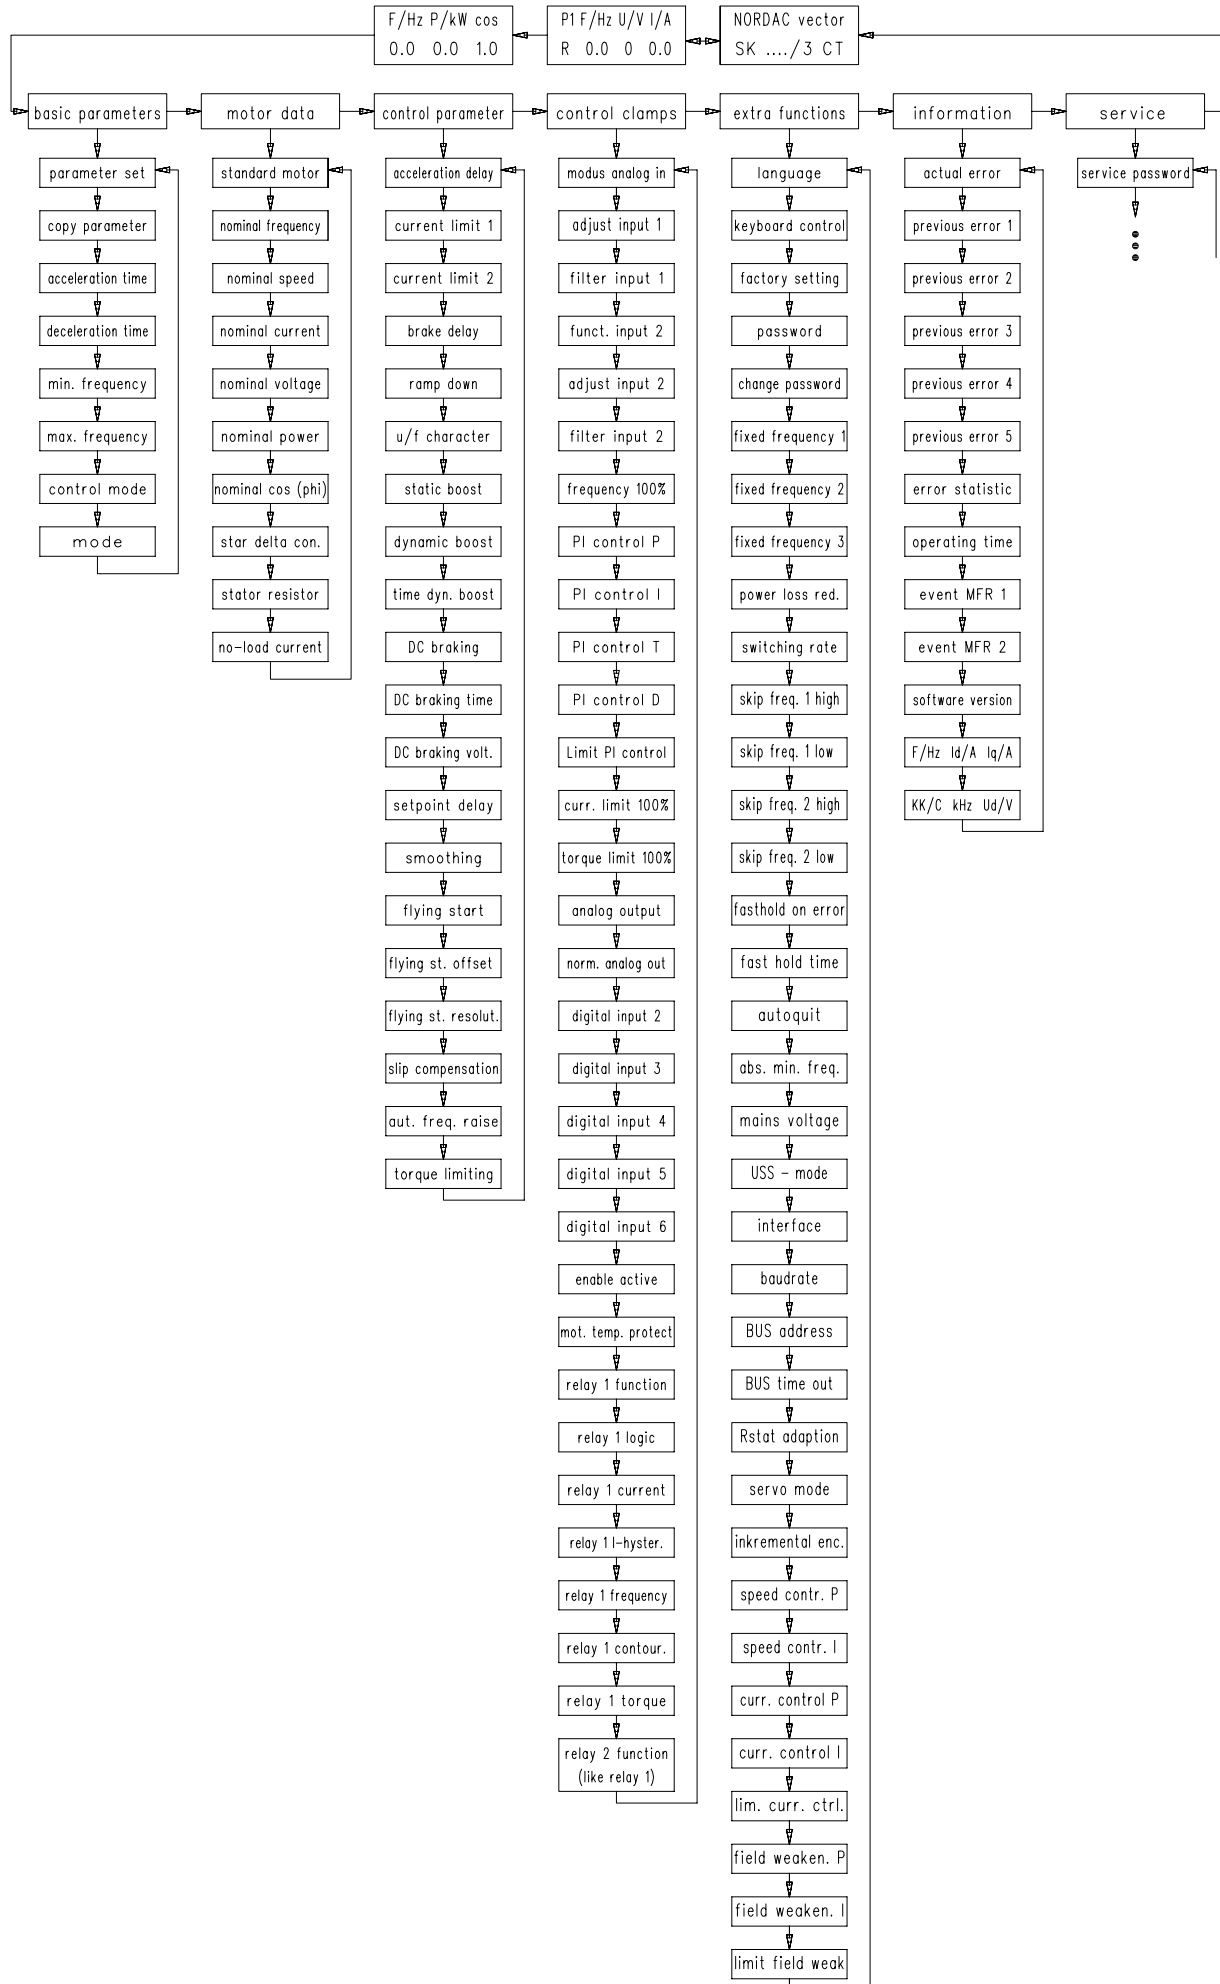 F/Hz P/kW cos
0.0 0.0 1.0
P1 F/Hz U/V I/A
R 0.0 0 0.0
NORDAC vector
SK ..../3 CT
basic parameters
motor data
control parameter
control clamps
extra functions
information
service
parameter set
copy parameter
acceleration time
deceleration time
min. frequency
max. frequency
control mode
mode
standard motor
nominal frequency
nominal speed
nominal current
nominal voltage
nominal power
nominal cos (phi)
star delta con.
stator resistor
no-load current
acceleration delay
current limit 1
current limit 2
brake delay
ramp down
u/f character
static boost
dynamic boost
time dyn. boost
DC braking
DC braking time
DC braking volt.
setpoint delay
smoothing
flying start
flying st. offset
flying st. resolut.
slip compensation
aut. freq. raise
torque limiting
modus analog in
adjust input 1
filter input 1
funct. input 2
adjust input 2
filter input 2
frequency 100%
PI control P
PI control I
PI control T
PI control D
Limit PI control
curr. limit 100%
torque limit 100%
analog output
norm. analog out
digital input 2
digital input 3
digital input 4
digital input 5
digital input 6
enable active
mot. temp. protect
relay 1 function
relay 1 logic
relay 1 current
relay 1 I-hyster.
relay 1 frequency
relay 1 contour.
relay 1 torque
relay 2 function
(like relay 1)
language
keyboard control
factory setting
password
change password
fixed frequency 1
fixed frequency 2
fixed frequency 3
power loss red.
switching rate
skip freq. 1 high
skip freq. 1 low
skip freq. 2 high
skip freq. 2 low
fasthold on error
fast hold time
autoquit
abs. min. freq.
mains voltage
USS - mode
interface
baudrate
BUS address
BUS time out
Rstat adaption
servo mode
inkremental enc.
speed contr. P
speed contr. I
curr. control P
curr. control I
lim. curr. ctrl.
field weaken. P
field weaken. I
limit field weak
actual error
previous error 1
previous error 2
previous error 3
previous error 4
previous error 5
error statistic
operating time
event MFR 1
event MFR 2
software version
F/Hz Id/A Iq/A
KK/C kHz Ud/V
service password